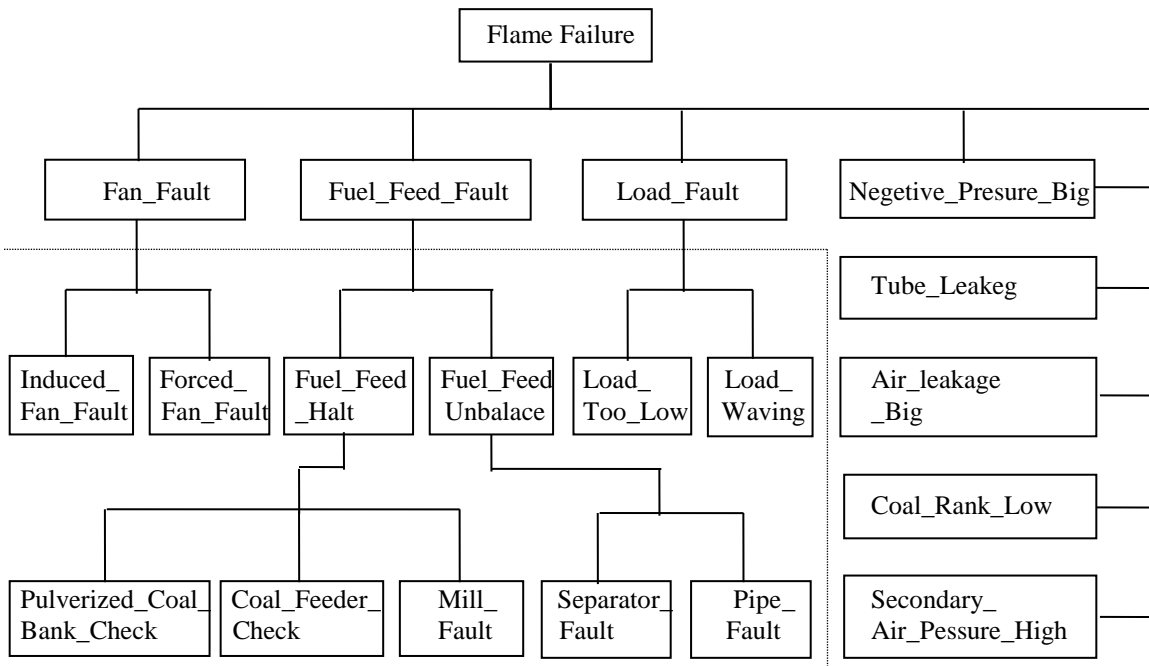 Flame Failure
Fan_Fault
Fuel_Feed_Fault
Load_Fault
Negetive_Presure_Big
Tube_Leakeg
Induced_
Fan_Fault
Forced_
Fan_Fault
Fuel_Feed
_Halt
Fuel_Feed
Unbalace
Load_
Too_Low
Load_
Waving
Air_leakage
_Big
Coal_Rank_Low
Pulverized_Coal_
Bank_Check
Coal_Feeder_
Check
Mill_
Fault
Separator_
Fault
Pipe_
Fault
Secondary_
Air_Pessure_High